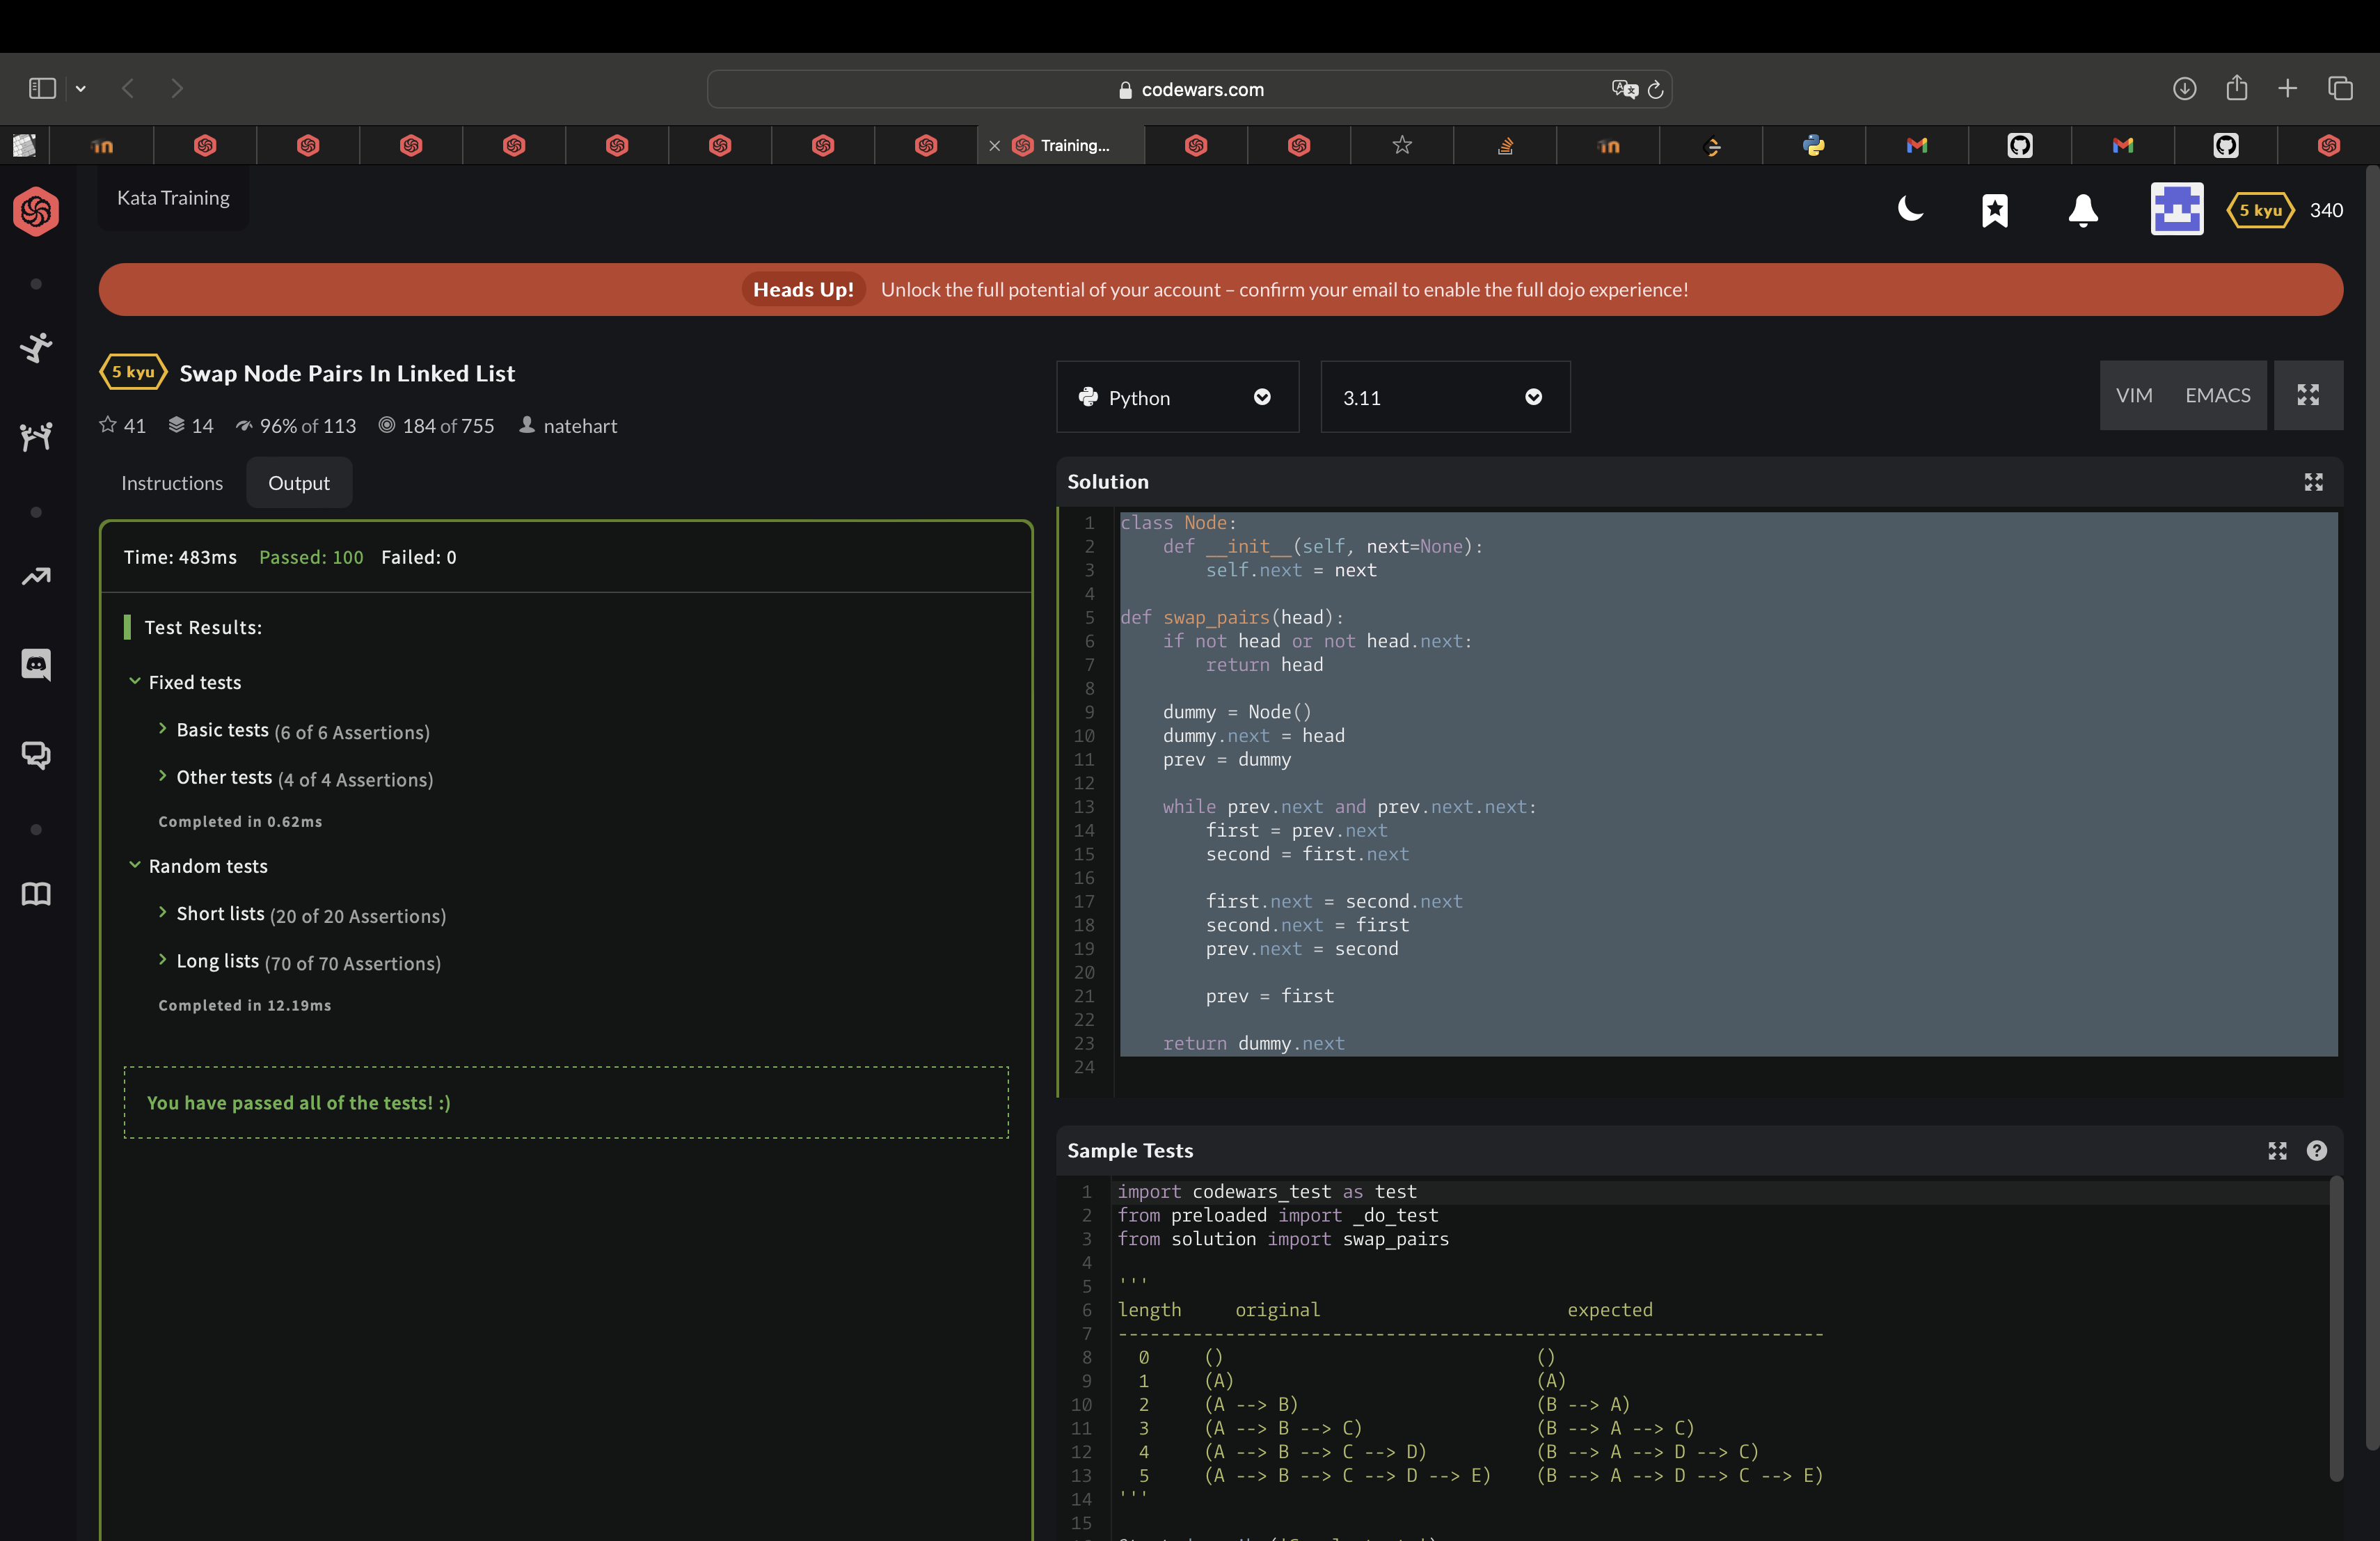 codewars.com
Training...
Kata Training
5 kyu 340
Heads Up! Unlock the full potential of your account – confirm your email to enable the full dojo experience!
5 kyu Swap Node Pairs In Linked List
41 14 96% of 113 184 of 755 natehart
Python
3.11
VIM EMACS
Instructions Output
Time: 483ms Passed: 100 Failed: 0
Test Results:
Fixed tests
Basic tests (6 of 6 Assertions)
Other tests (4 of 4 Assertions)
Completed in 0.62ms
Random tests
Short lists (20 of 20 Assertions)
Long lists (70 of 70 Assertions)
Completed in 12.19ms
You have passed all of the tests! :)
Solution
1 class Node:
2     def __init__(self, next=None):
3         self.next = next
4
5 def swap_pairs(head):
6     if not head or not head.next:
7         return head
8
9     dummy = Node()
10     dummy.next = head
11     prev = dummy
12
13     while prev.next and prev.next.next:
14         first = prev.next
15         second = first.next
16
17         first.next = second.next
18         second.next = first
19         prev.next = second
20
21         prev = first
22
23     return dummy.next
24
Sample Tests
1 import codewars_test as test
2 from preloaded import _do_test
3 from solution import swap_pairs
4
5 '''
6 length     original                       expected
7 ------------------------------------------------------------------
8   0     ()                             ()
9   1     (A)                            (A)
10   2     (A --> B)                      (B --> A)
11   3     (A --> B --> C)                (B --> A --> C)
12   4     (A --> B --> C --> D)          (B --> A --> D --> C)
13   5     (A --> B --> C --> D --> E)    (B --> A --> D --> C --> E)
14 '''
15